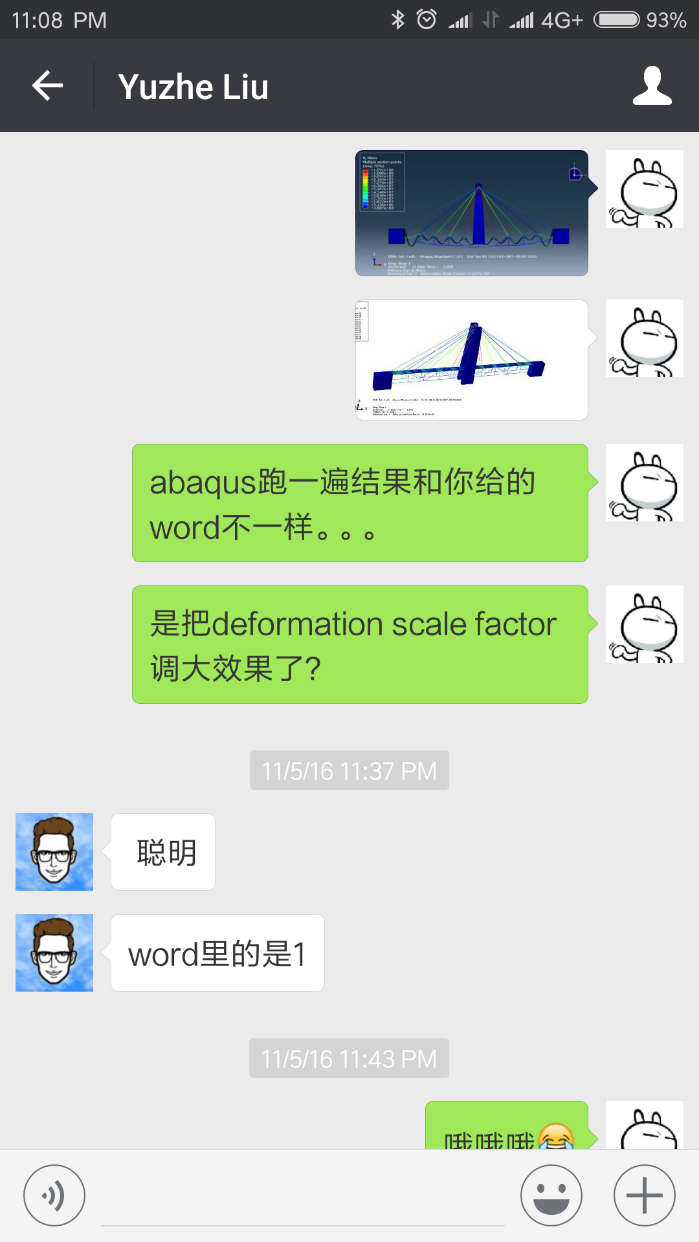 11:08 PM
4G+
93%
Yuzhe Liu
abaqus跑一遍结果和你给的
word不一样。。。
是把deformation scale factor
调大效果了?
11/5/16 11:37 PM
聪明
word里的是1
11/5/16 11:43 PM
哦哦哦